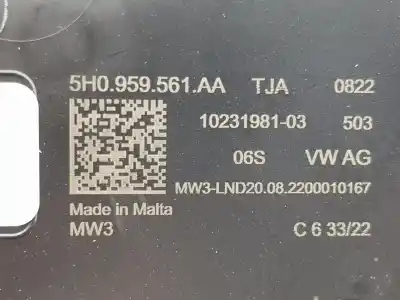 5H0.959.561.AA TJA 0822
10231981-03 503
06S VW AG
MW3-LND20.08.2200010167
Made in Malta
MW3 C 6 33/22